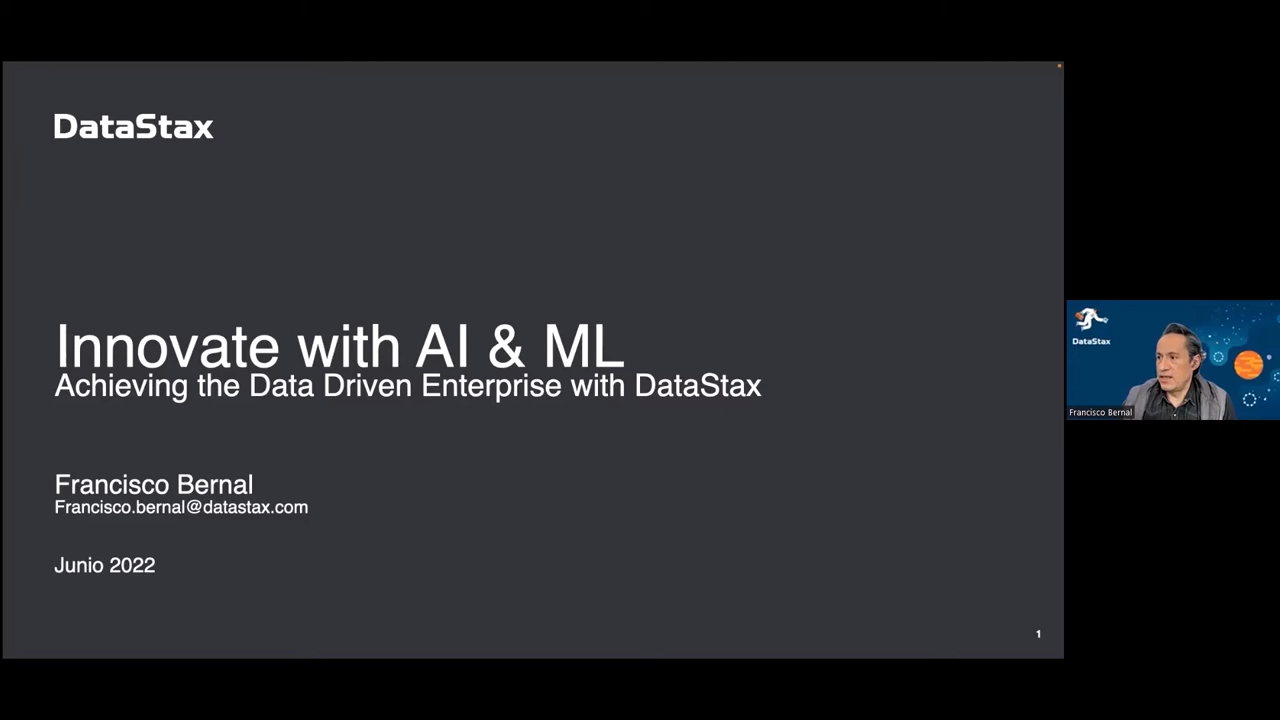 DataStax
Innovate with AI & ML
Achieving the Data Driven Enterprise with DataStax
Francisco Bernal
Francisco.bernal@datastax.com
Junio 2022
1
DataStax
Francisco Bernal